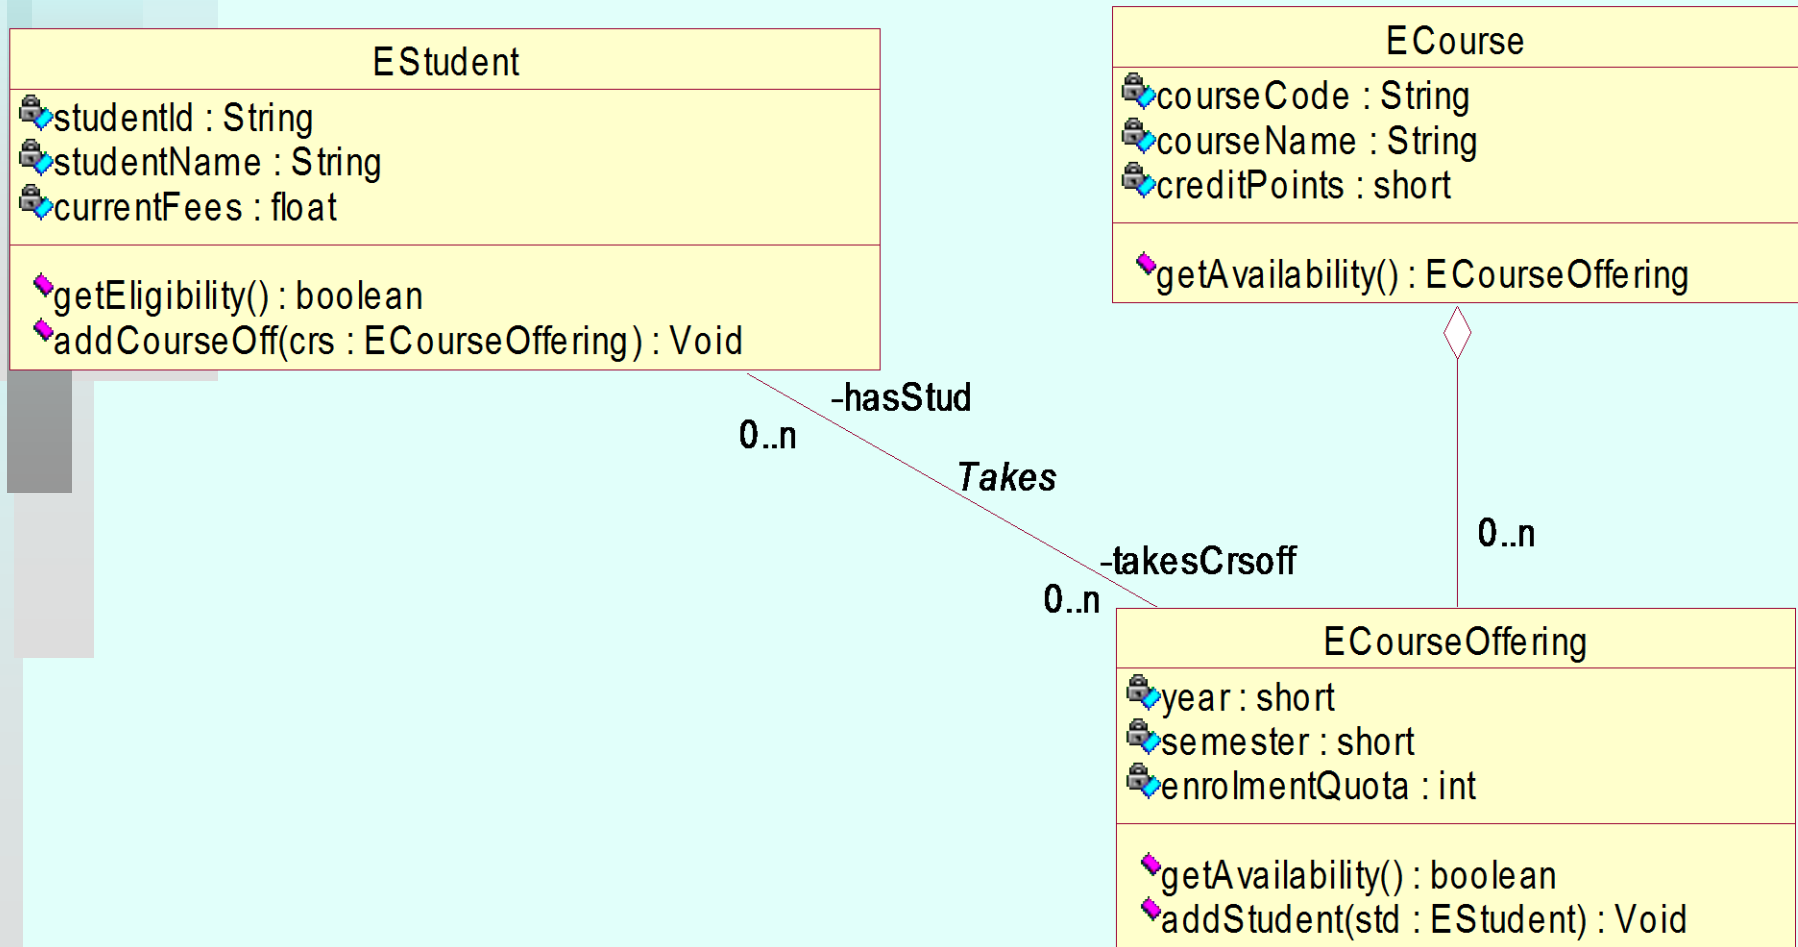 EStudent
studentId : String
studentName : String
currentFees : float
getEligibility() : boolean
addCourseOff(crs : ECourseOffering) : Void
ECourse
courseCode : String
courseName : String
creditPoints : short
getAvailability() : ECourseOffering
-hasStud
0..n
Takes
-takesCrsoff
0..n
0..n
ECourseOffering
year : short
semester : short
enrolmentQuota : int
getAvailability() : boolean
addStudent(std : EStudent) : Void